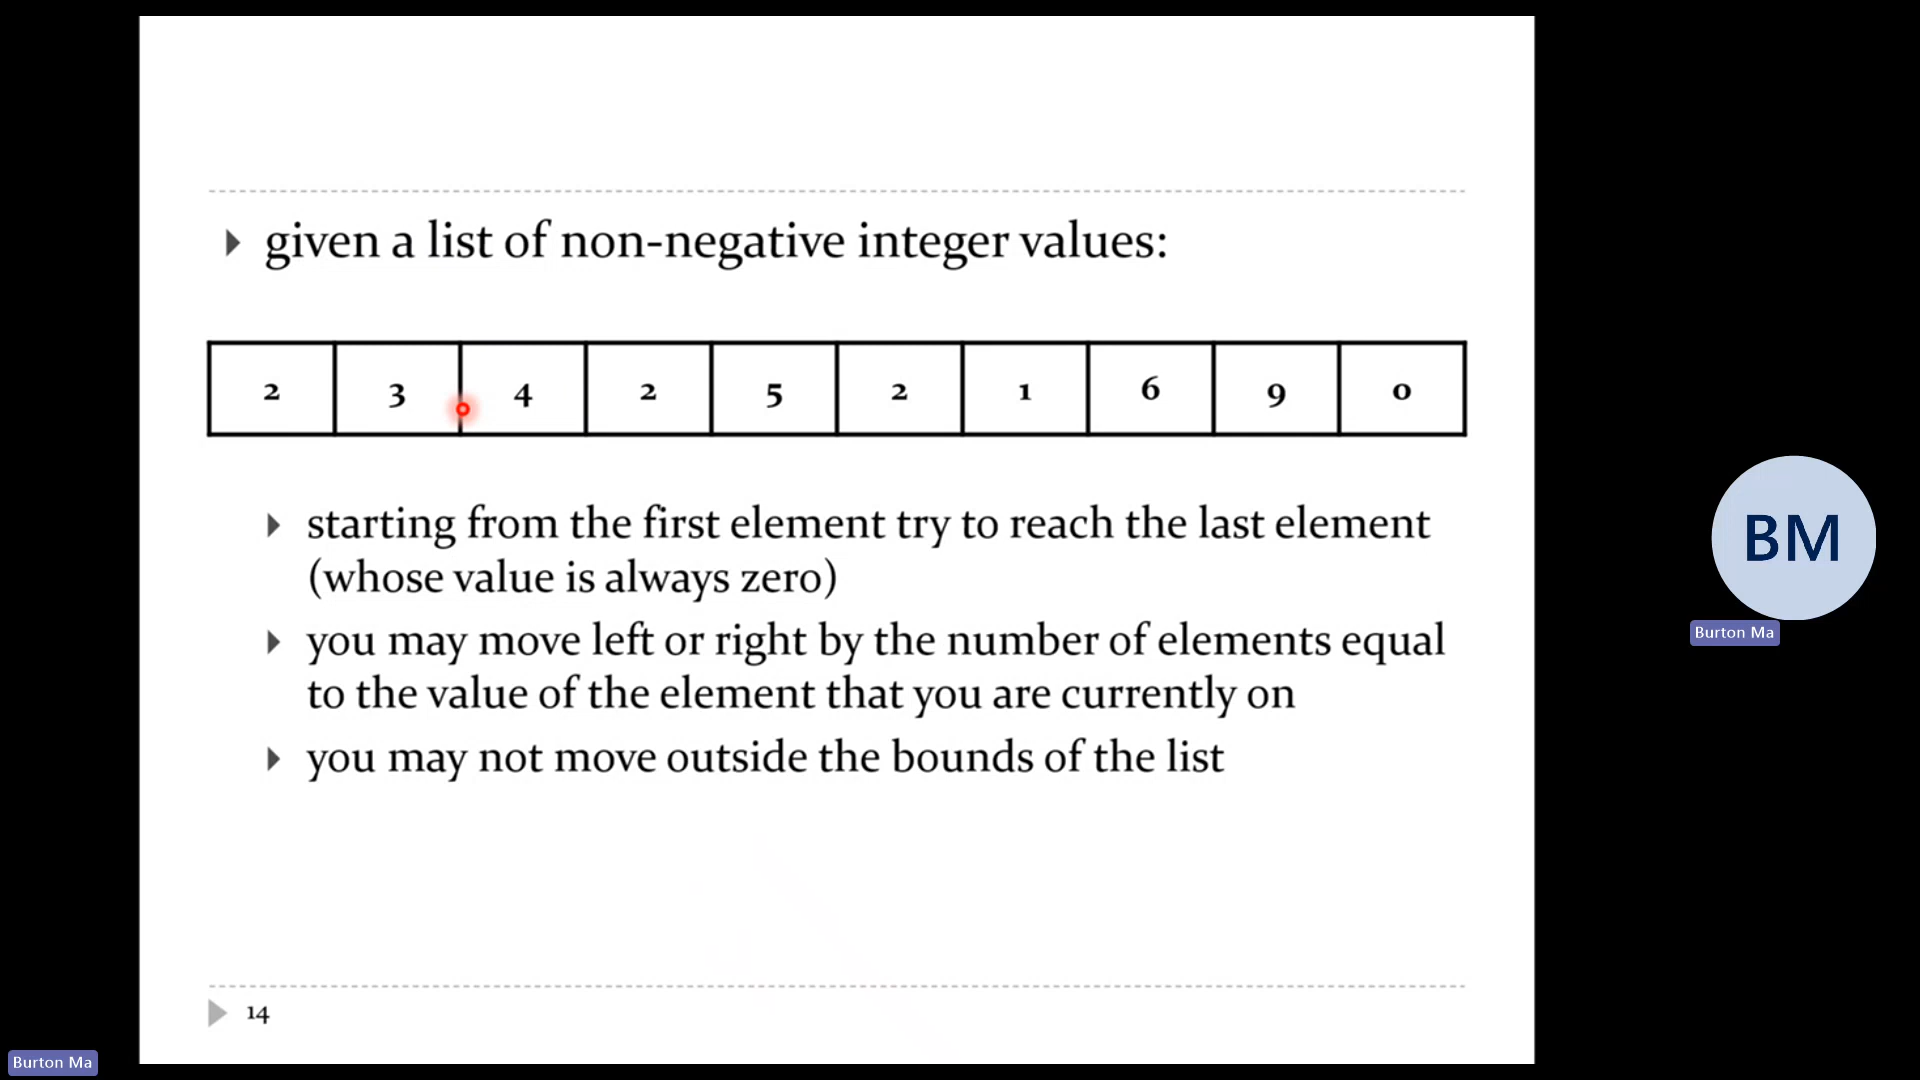 given a list of non-negative integer values:
2 3 4 2 5 2 1 6 9 0
starting from the first element try to reach the last element
(whose value is always zero)
you may move left or right by the number of elements equal
to the value of the element that you are currently on
you may not move outside the bounds of the list
14
BM
Burton Ma
Burton Ma